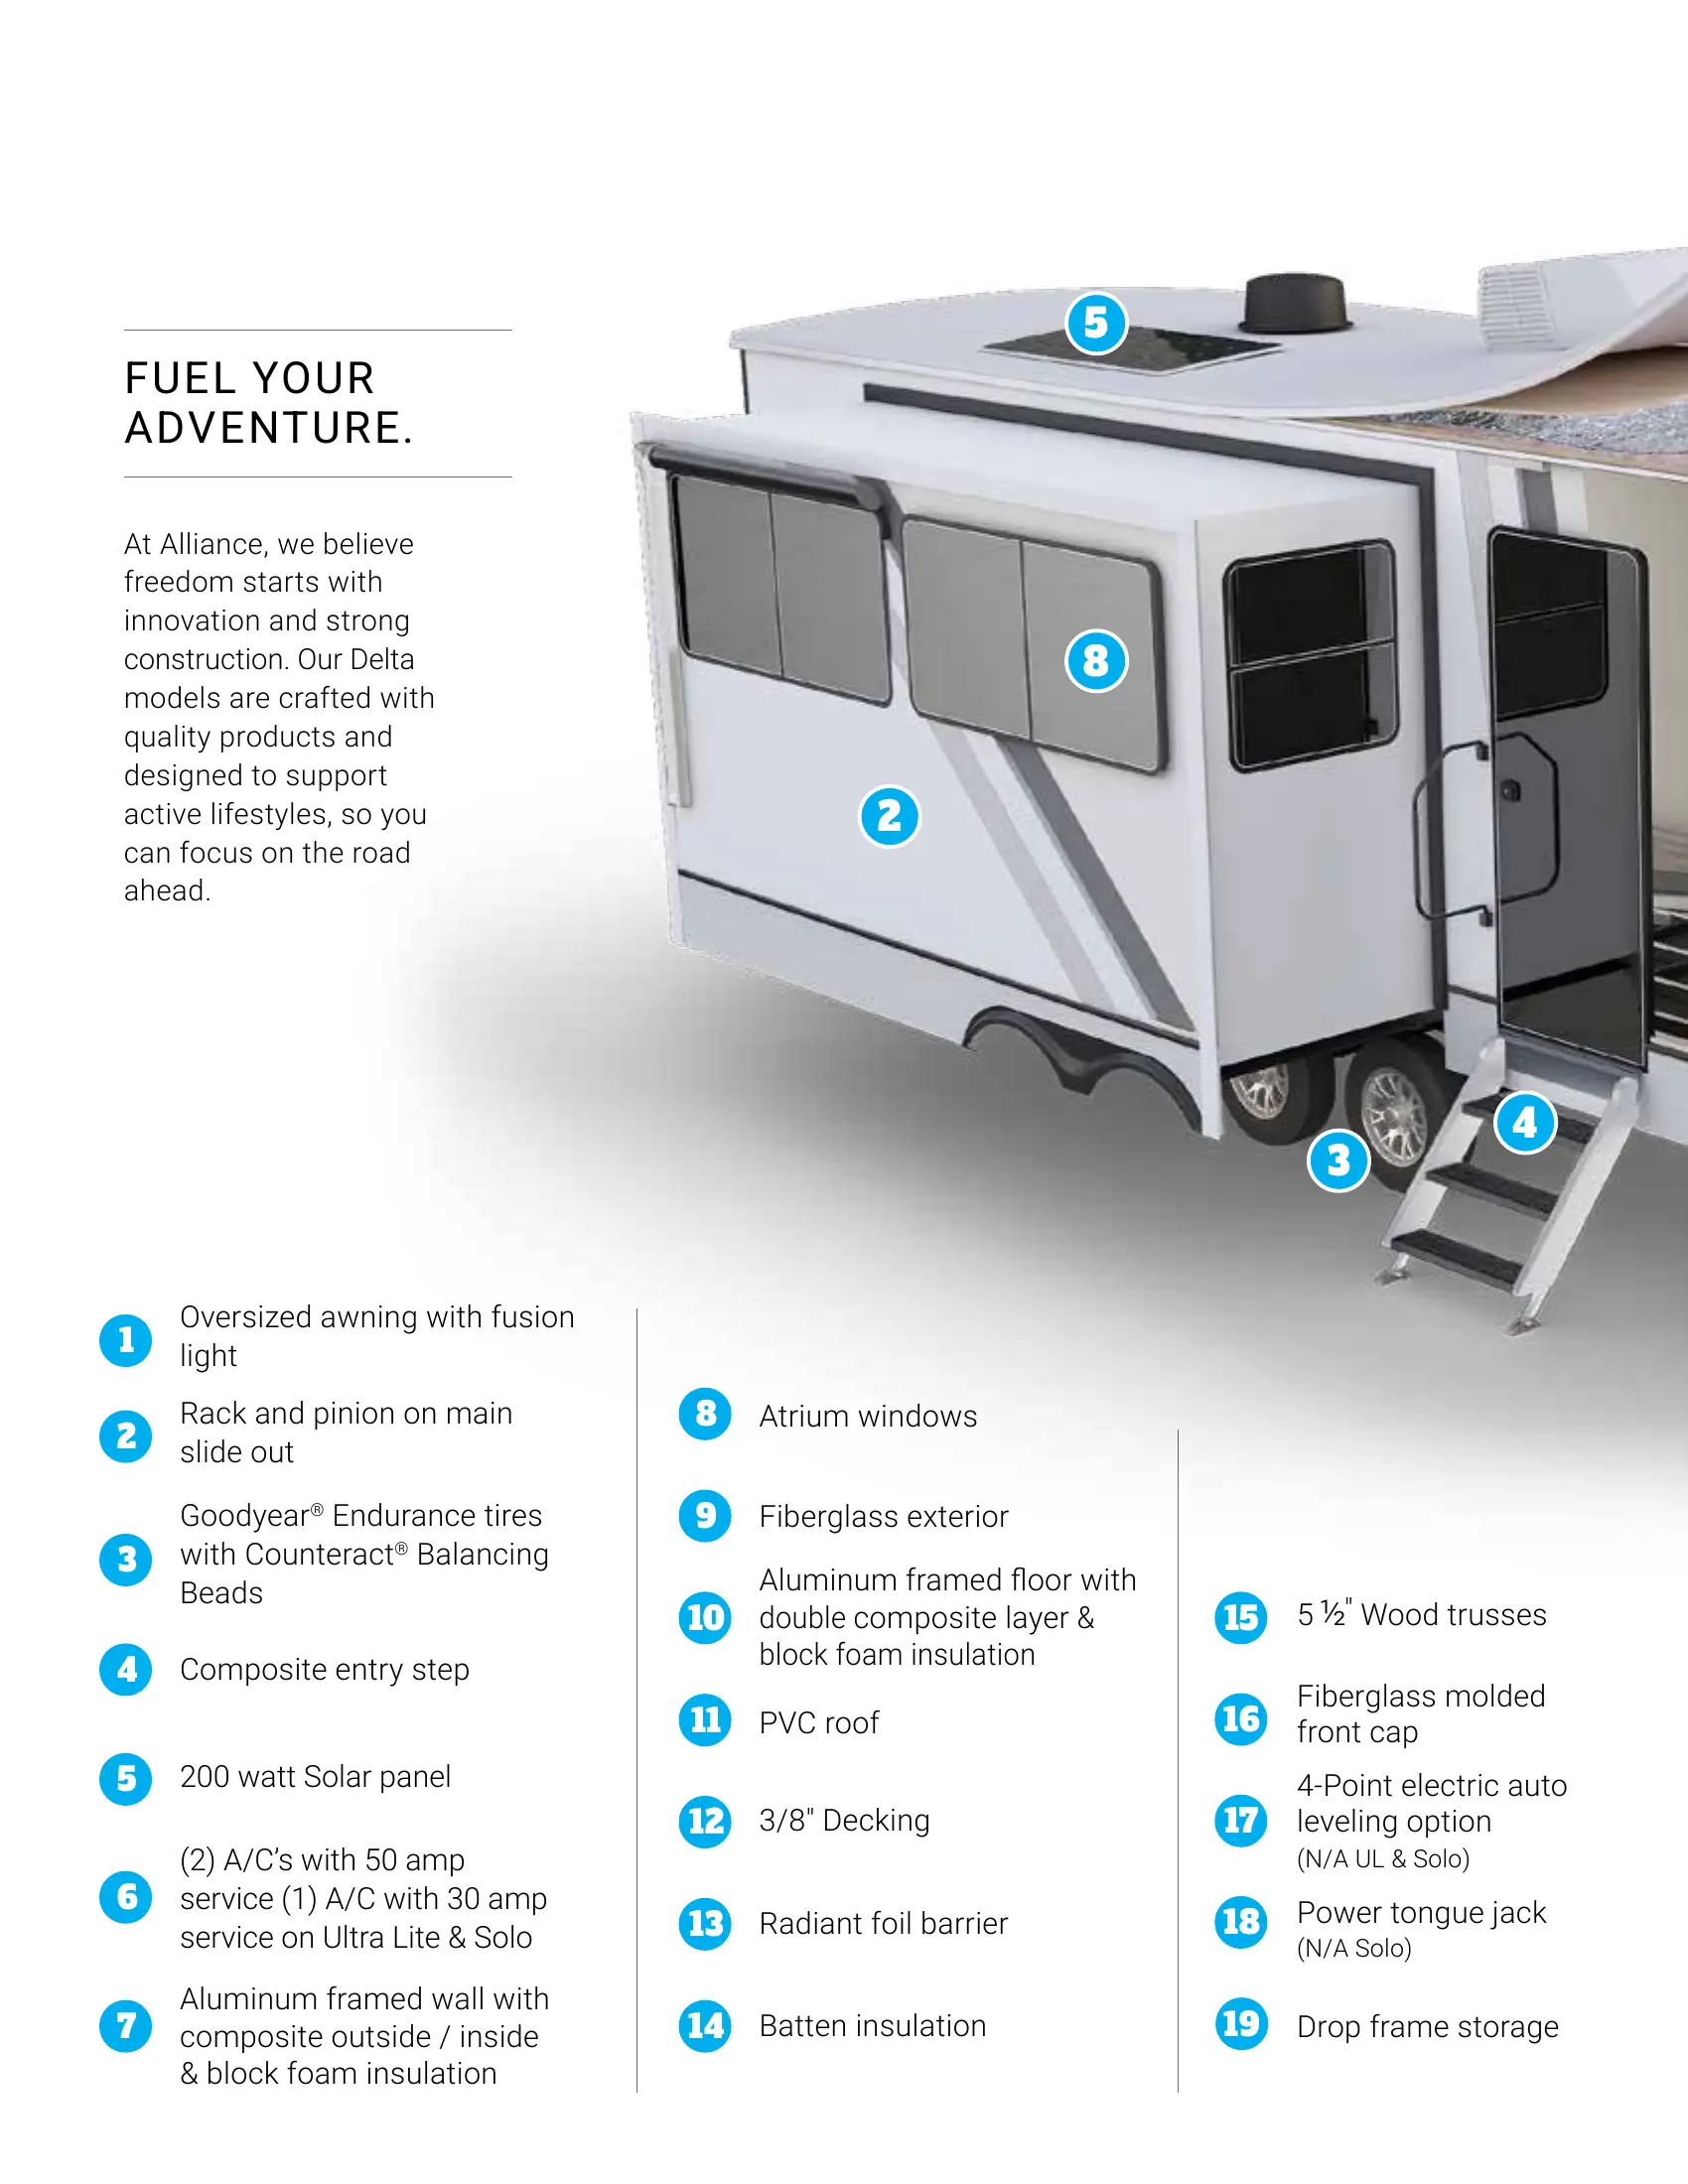 FUEL YOUR
ADVENTURE.
At Alliance, we believe
freedom starts with
innovation and strong
construction. Our Delta
models are crafted with
quality products and
designed to support
active lifestyles, so you
can focus on the road
ahead.
5
8
2
4
3
1 Oversized awning with fusion
light
2 Rack and pinion on main
slide out
3 Goodyear® Endurance tires
with Counteract® Balancing
Beads
4 Composite entry step
5 200 watt Solar panel
6 (2) A/C’s with 50 amp
service (1) A/C with 30 amp
service on Ultra Lite & Solo
7 Aluminum framed wall with
composite outside / inside
& block foam insulation
8 Atrium windows
9 Fiberglass exterior
10 Aluminum framed floor with
double composite layer &
block foam insulation
11 PVC roof
12 3/8" Decking
13 Radiant foil barrier
14 Batten insulation
15 5 ½" Wood trusses
16 Fiberglass molded
front cap
17 4-Point electric auto
leveling option
(N/A UL & Solo)
18 Power tongue jack
(N/A Solo)
19 Drop frame storage